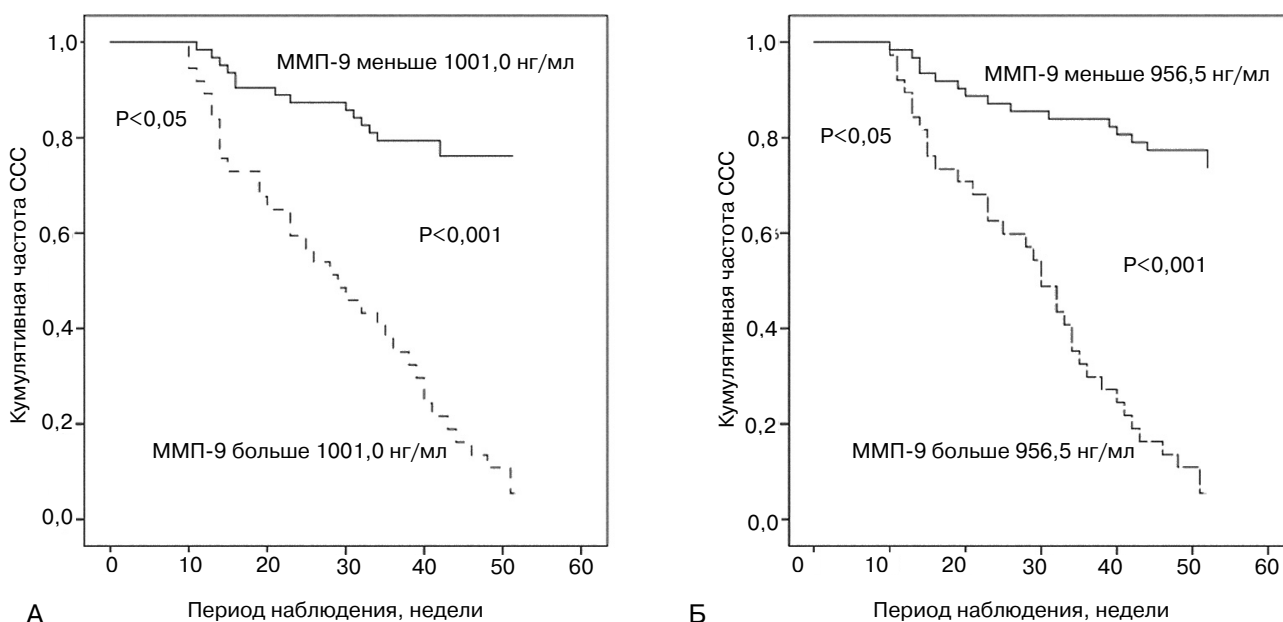 1,0
ММП-9 меньше 1001,0 нг/мл
P<0,05
0,8
Кумулятивная частота ССС
0,6
P<0,001
0,4
0,2
ММП-9 больше 1001,0 нг/мл
0,0
0 10 20 30 40 50 60
А
Период наблюдения, недели
1,0
ММП-9 меньше 956,5 нг/мл
P<0,05
0,8
Кумулятивная частота ССС
0,6
P<0,001
0,4
0,2
ММП-9 больше 956,5 нг/мл
0,0
0 10 20 30 40 50 60
Б
Период наблюдения, недели